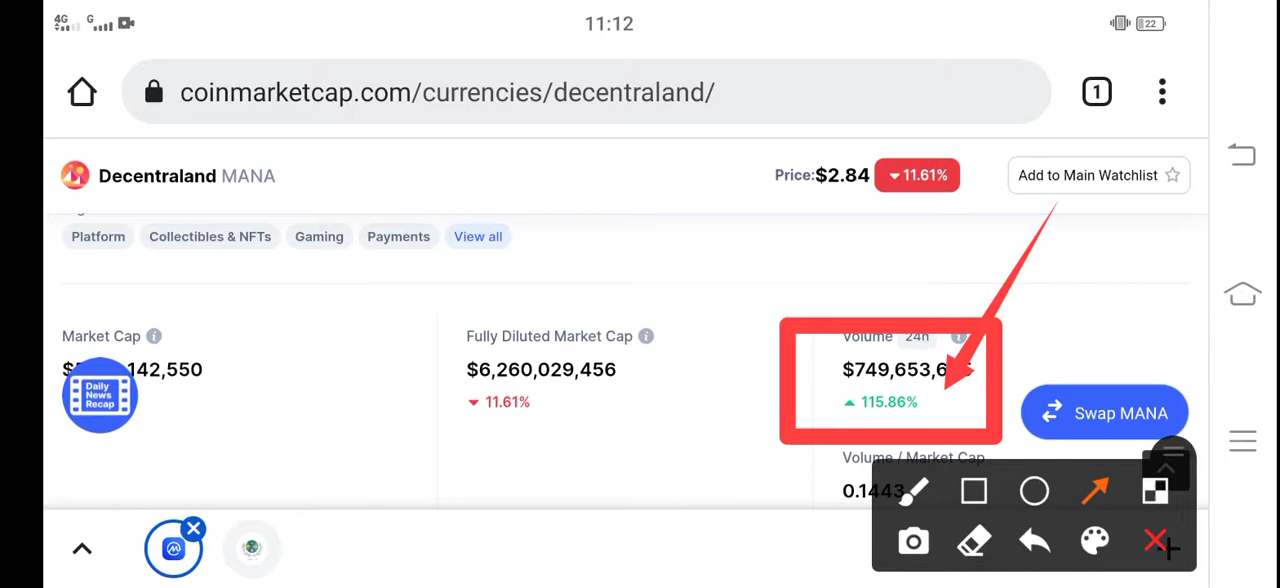 4G G 11:12 22
coinmarketcap.com/currencies/decentraland/ 1
Decentraland MANA Price:$2.84 11.61% Add to Main Watchlist
Platform Collectibles & NFTs Gaming Payments View all
Market Cap Fully Diluted Market Cap Volume 24h
142,550 $6,260,029,456 $749,653,6
Daily
News
Recap
11.61% 115.86%
Swap MANA
Volume / Market Cap
0.1443